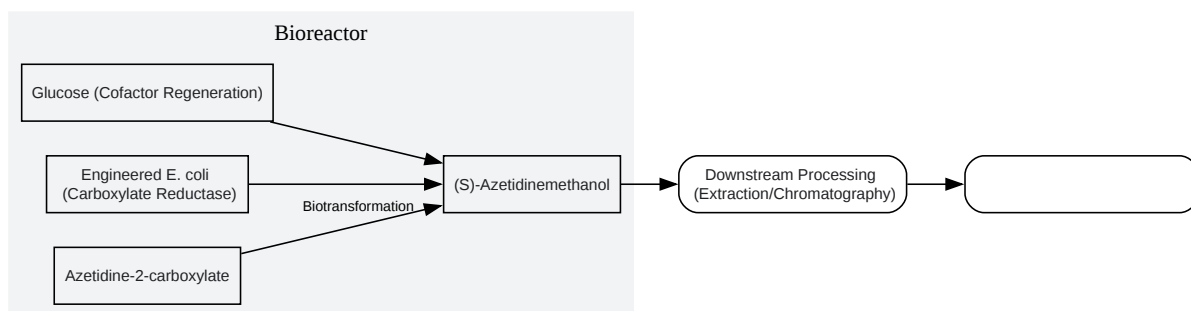 Bioreactor
Glucose (Cofactor Regeneration)
Engineered E. coli
(Carboxylate Reductase)
Biotransformation
Azetidine-2-carboxylate
(S)-Azetidinemethanol
Downstream Processing
(Extraction/Chromatography)